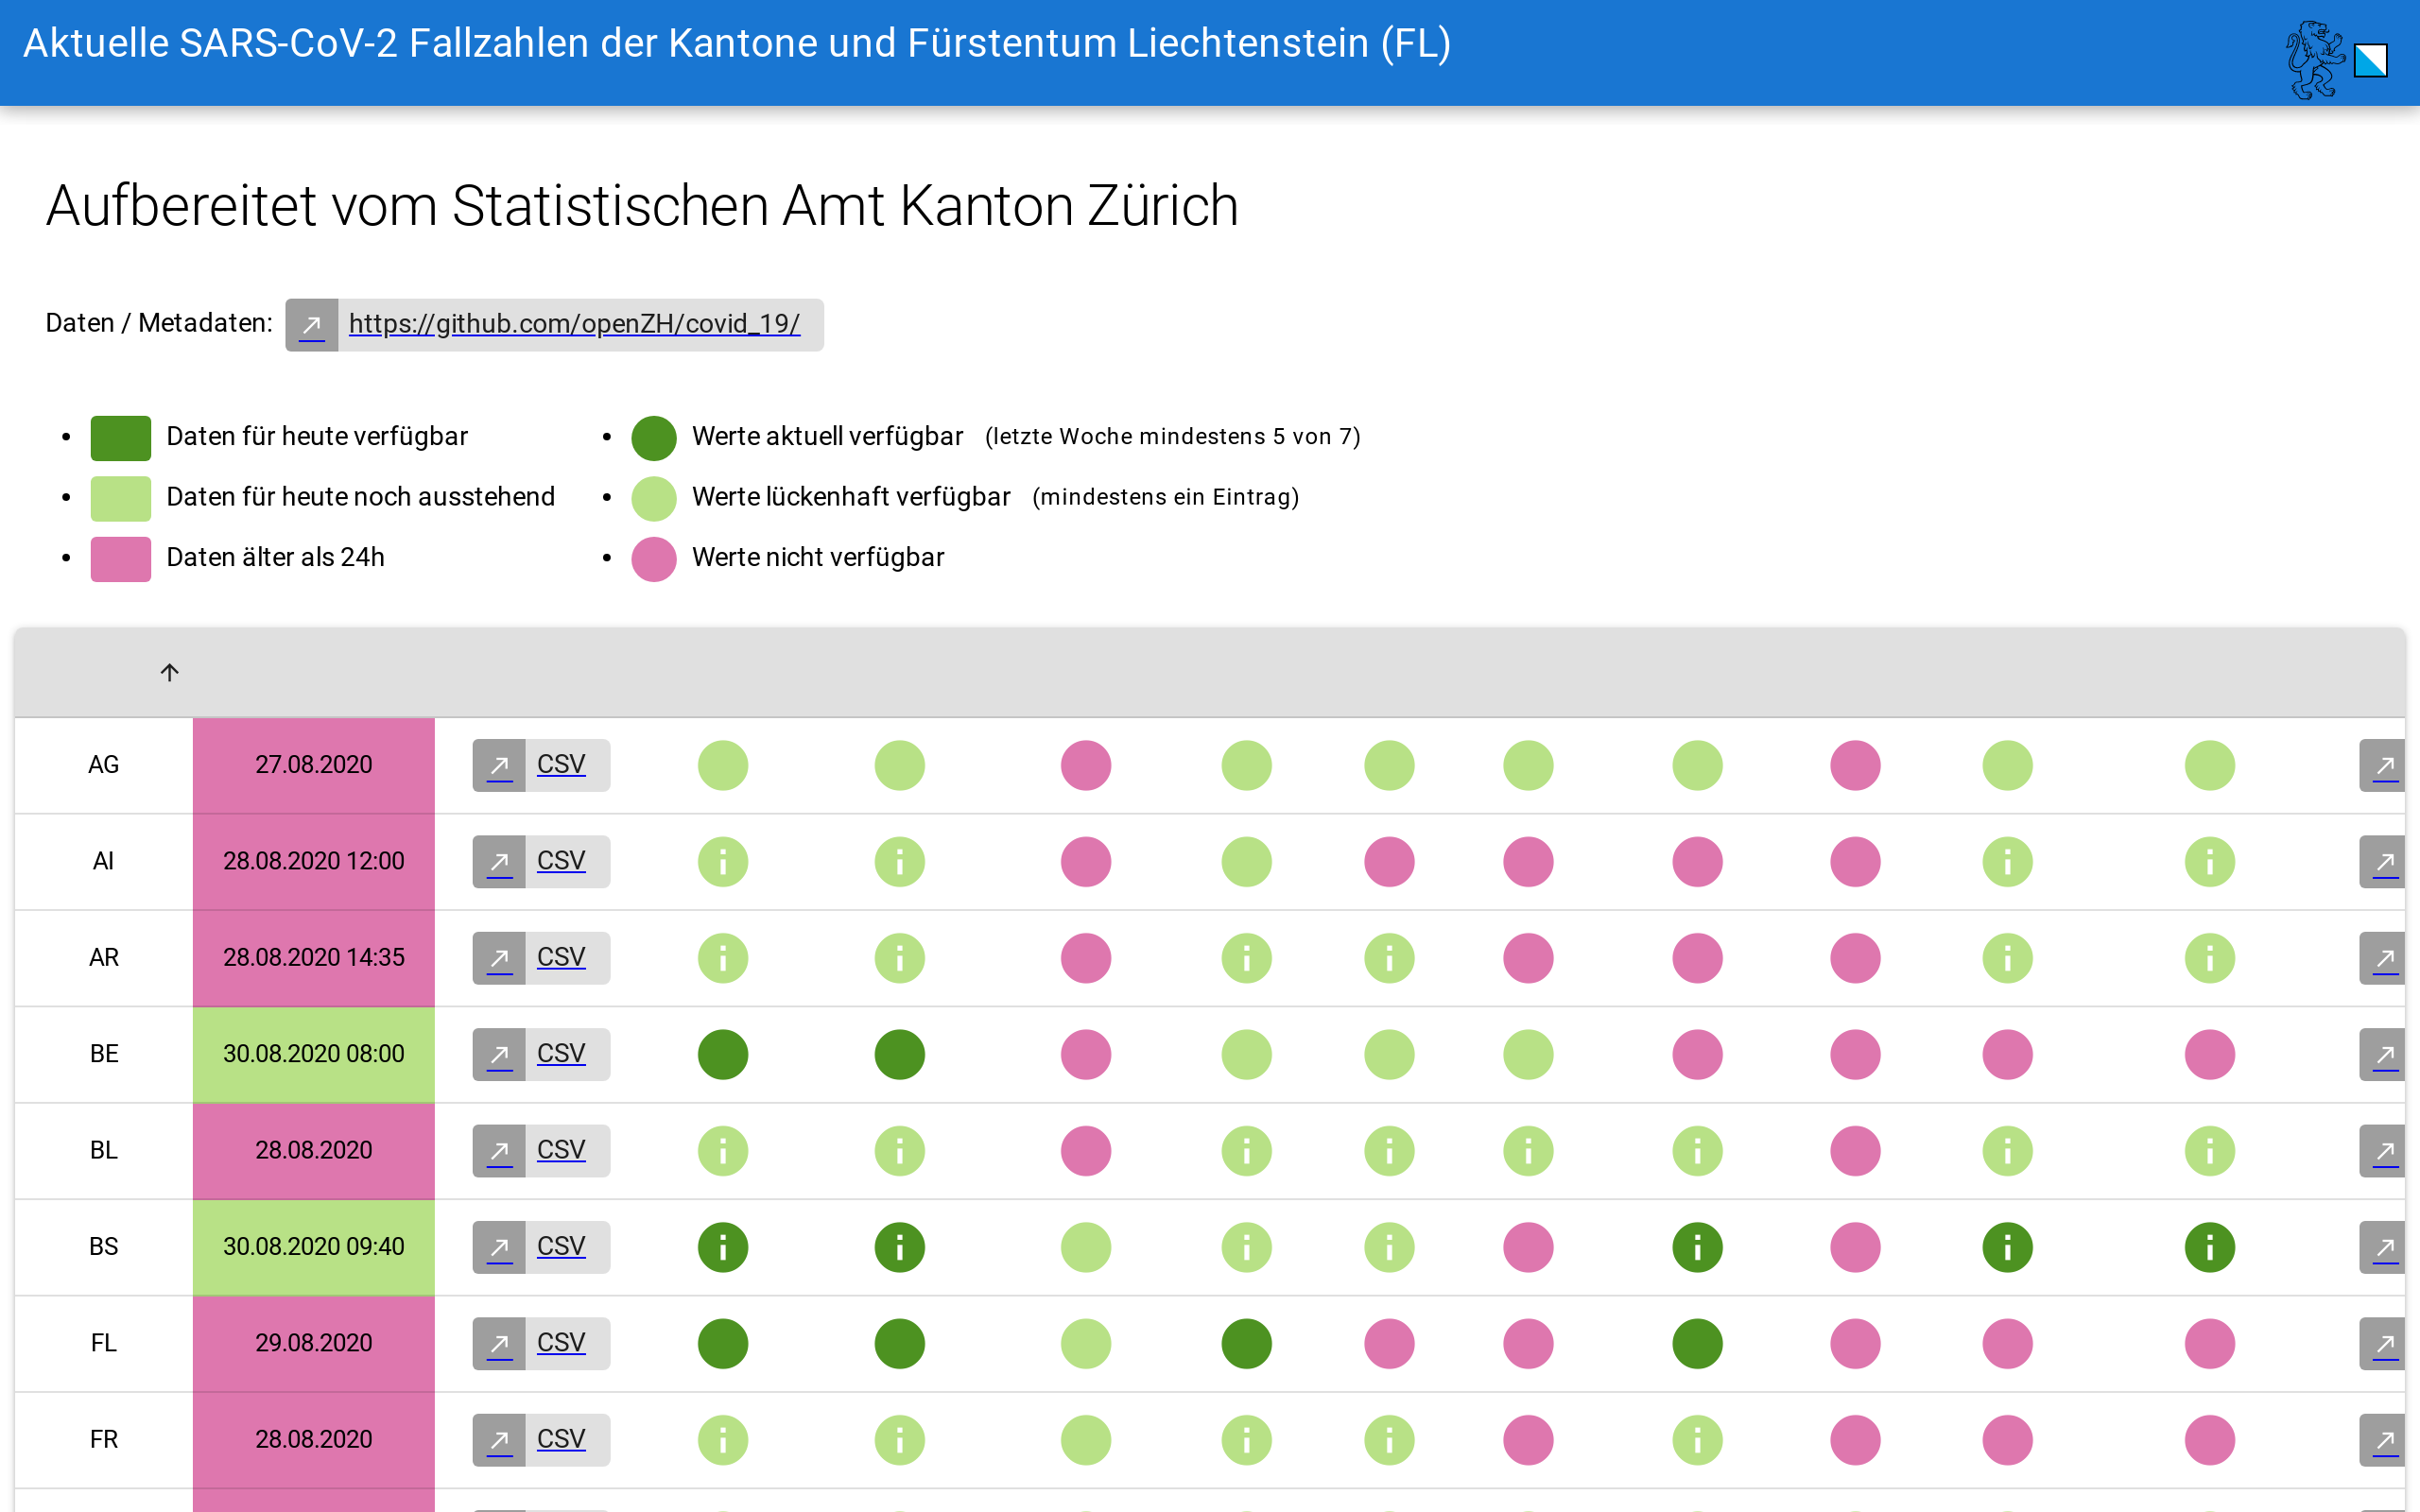 Aktuelle SARS-CoV-2 Fallzahlen der Kantone und Fürstentum Liechtenstein (FL)
Aufbereitet vom Statistischen Amt Kanton Zürich
Daten / Metadaten: https://github.com/openZH/covid_19/
Daten für heute verfügbar
Daten für heute noch ausstehend
Daten älter als 24h
Werte aktuell verfügbar (letzte Woche mindestens 5 von 7)
Werte lückenhaft verfügbar (mindestens ein Eintrag)
Werte nicht verfügbar
AG 27.08.2020 CSV
AI 28.08.2020 12:00 CSV
AR 28.08.2020 14:35 CSV
BE 30.08.2020 08:00 CSV
BL 28.08.2020 CSV
BS 30.08.2020 09:40 CSV
FL 29.08.2020 CSV
FR 28.08.2020 CSV